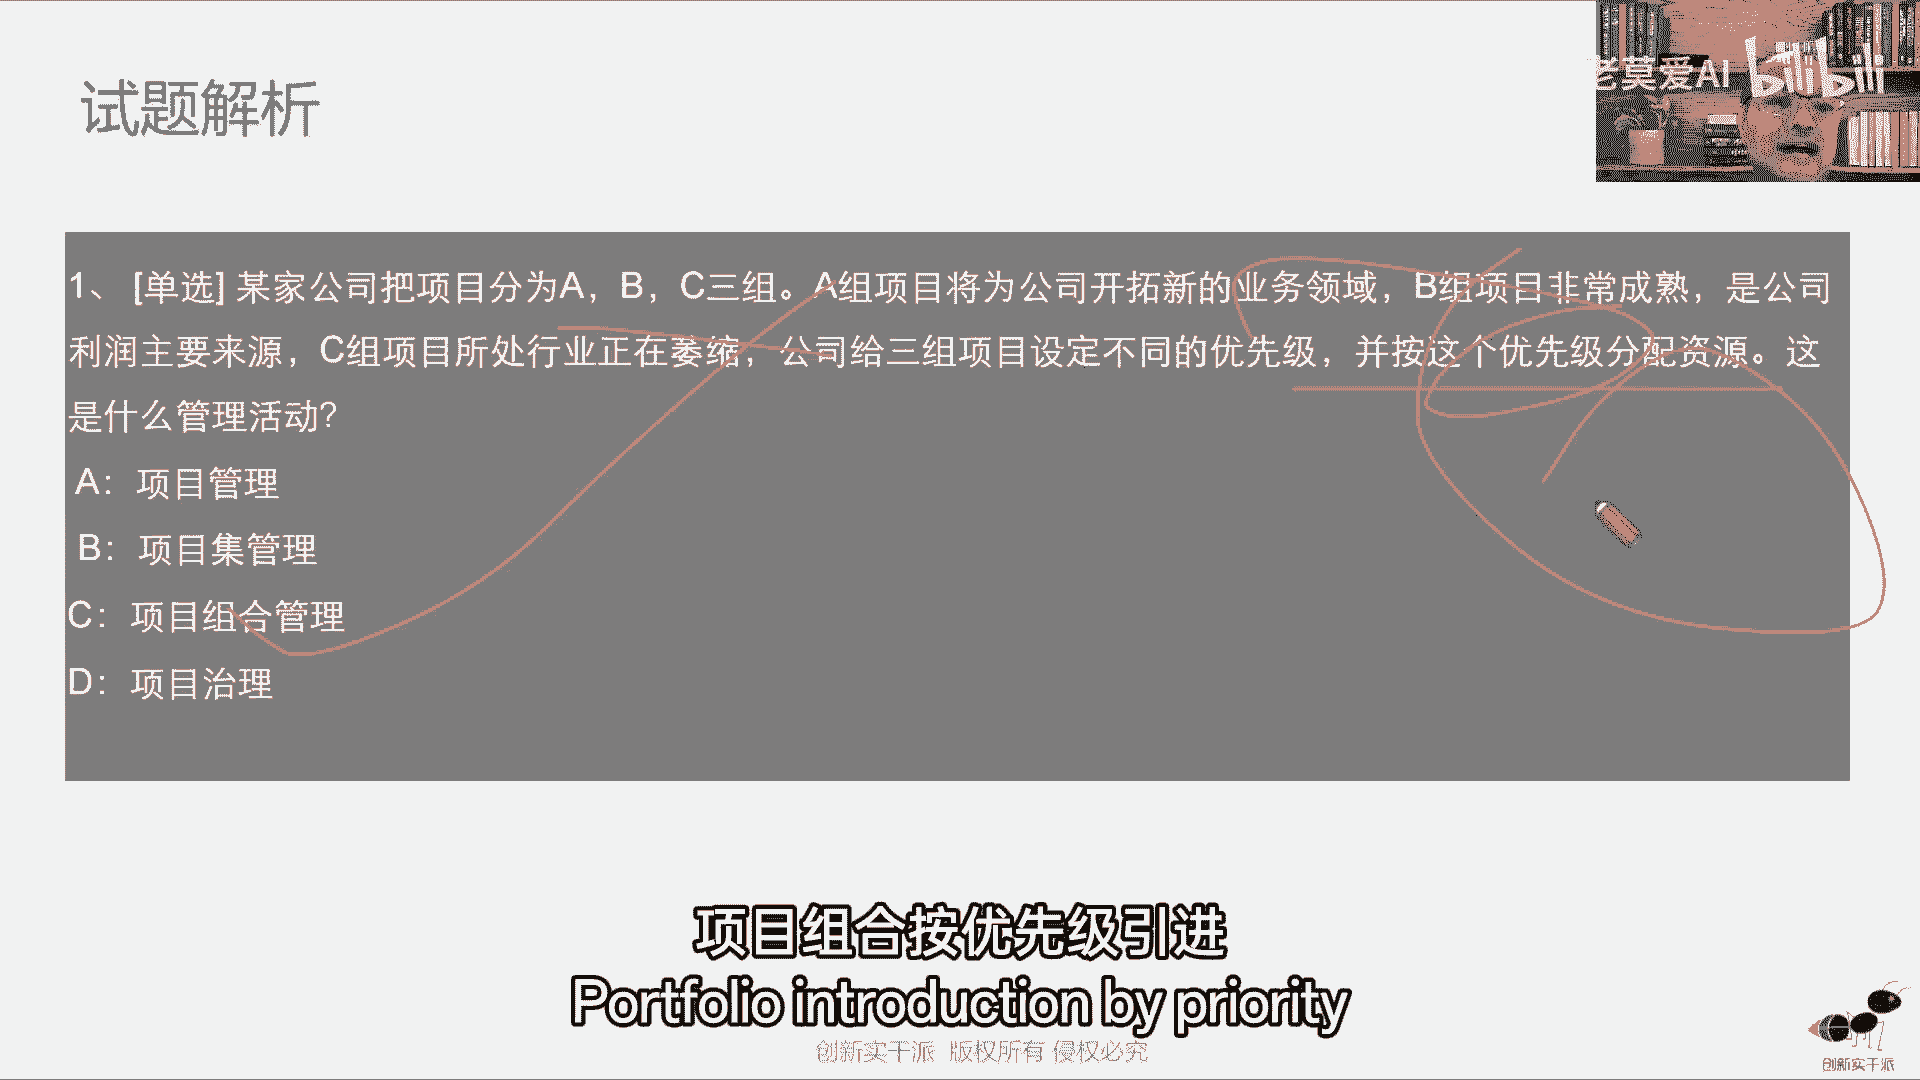 试题解析
老莫爱AI bilibili
1、 [单选] 某家公司把项目分为A，B，C三组。A组项目将为公司开拓新的业务领域，B组项目非常成熟，是公司
利润主要来源，C组项目所处行业正在萎缩，公司给三组项目设定不同的优先级，并按这个优先级分配资源。这
是什么管理活动？
A：项目管理
B：项目集管理
C：项目组合管理
D：项目治理
项目组合按优先级引进
Portfolio introduction by priority
创新实干派 版权所有 侵权必究
创新实干派